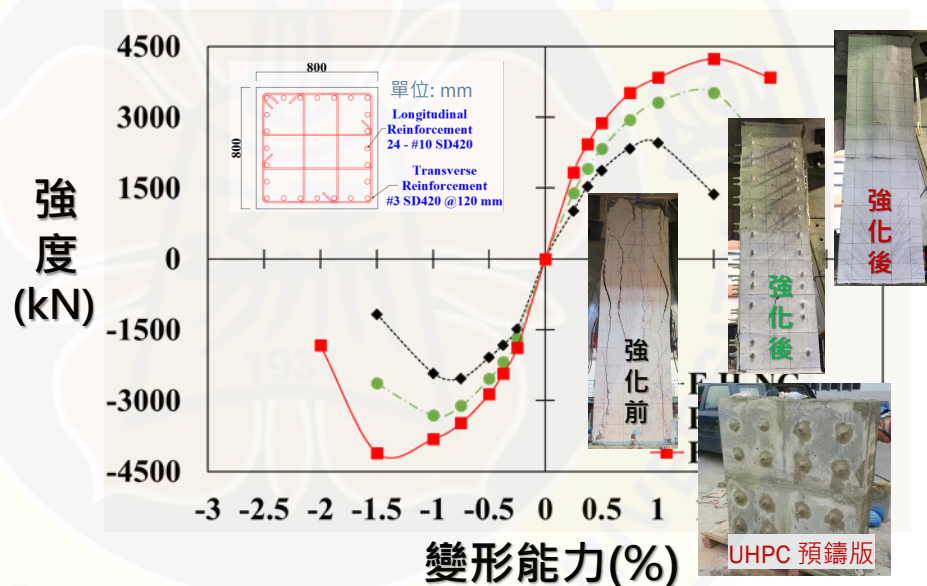 4500
3000
1500
0
-1500
-3000
-4500
強
度
(kN)
800
800
單位: mm
Longitudinal
Reinforcement
24 - #10 SD420
Transverse
Reinforcement
#3 SD420 @120 mm
強
化
前
強
化
後
強
化
後
193
-3 -2.5 -2 -1.5 -1 -0.5 0 0.5 1
變形能力(%)
UHPC 預鑄版